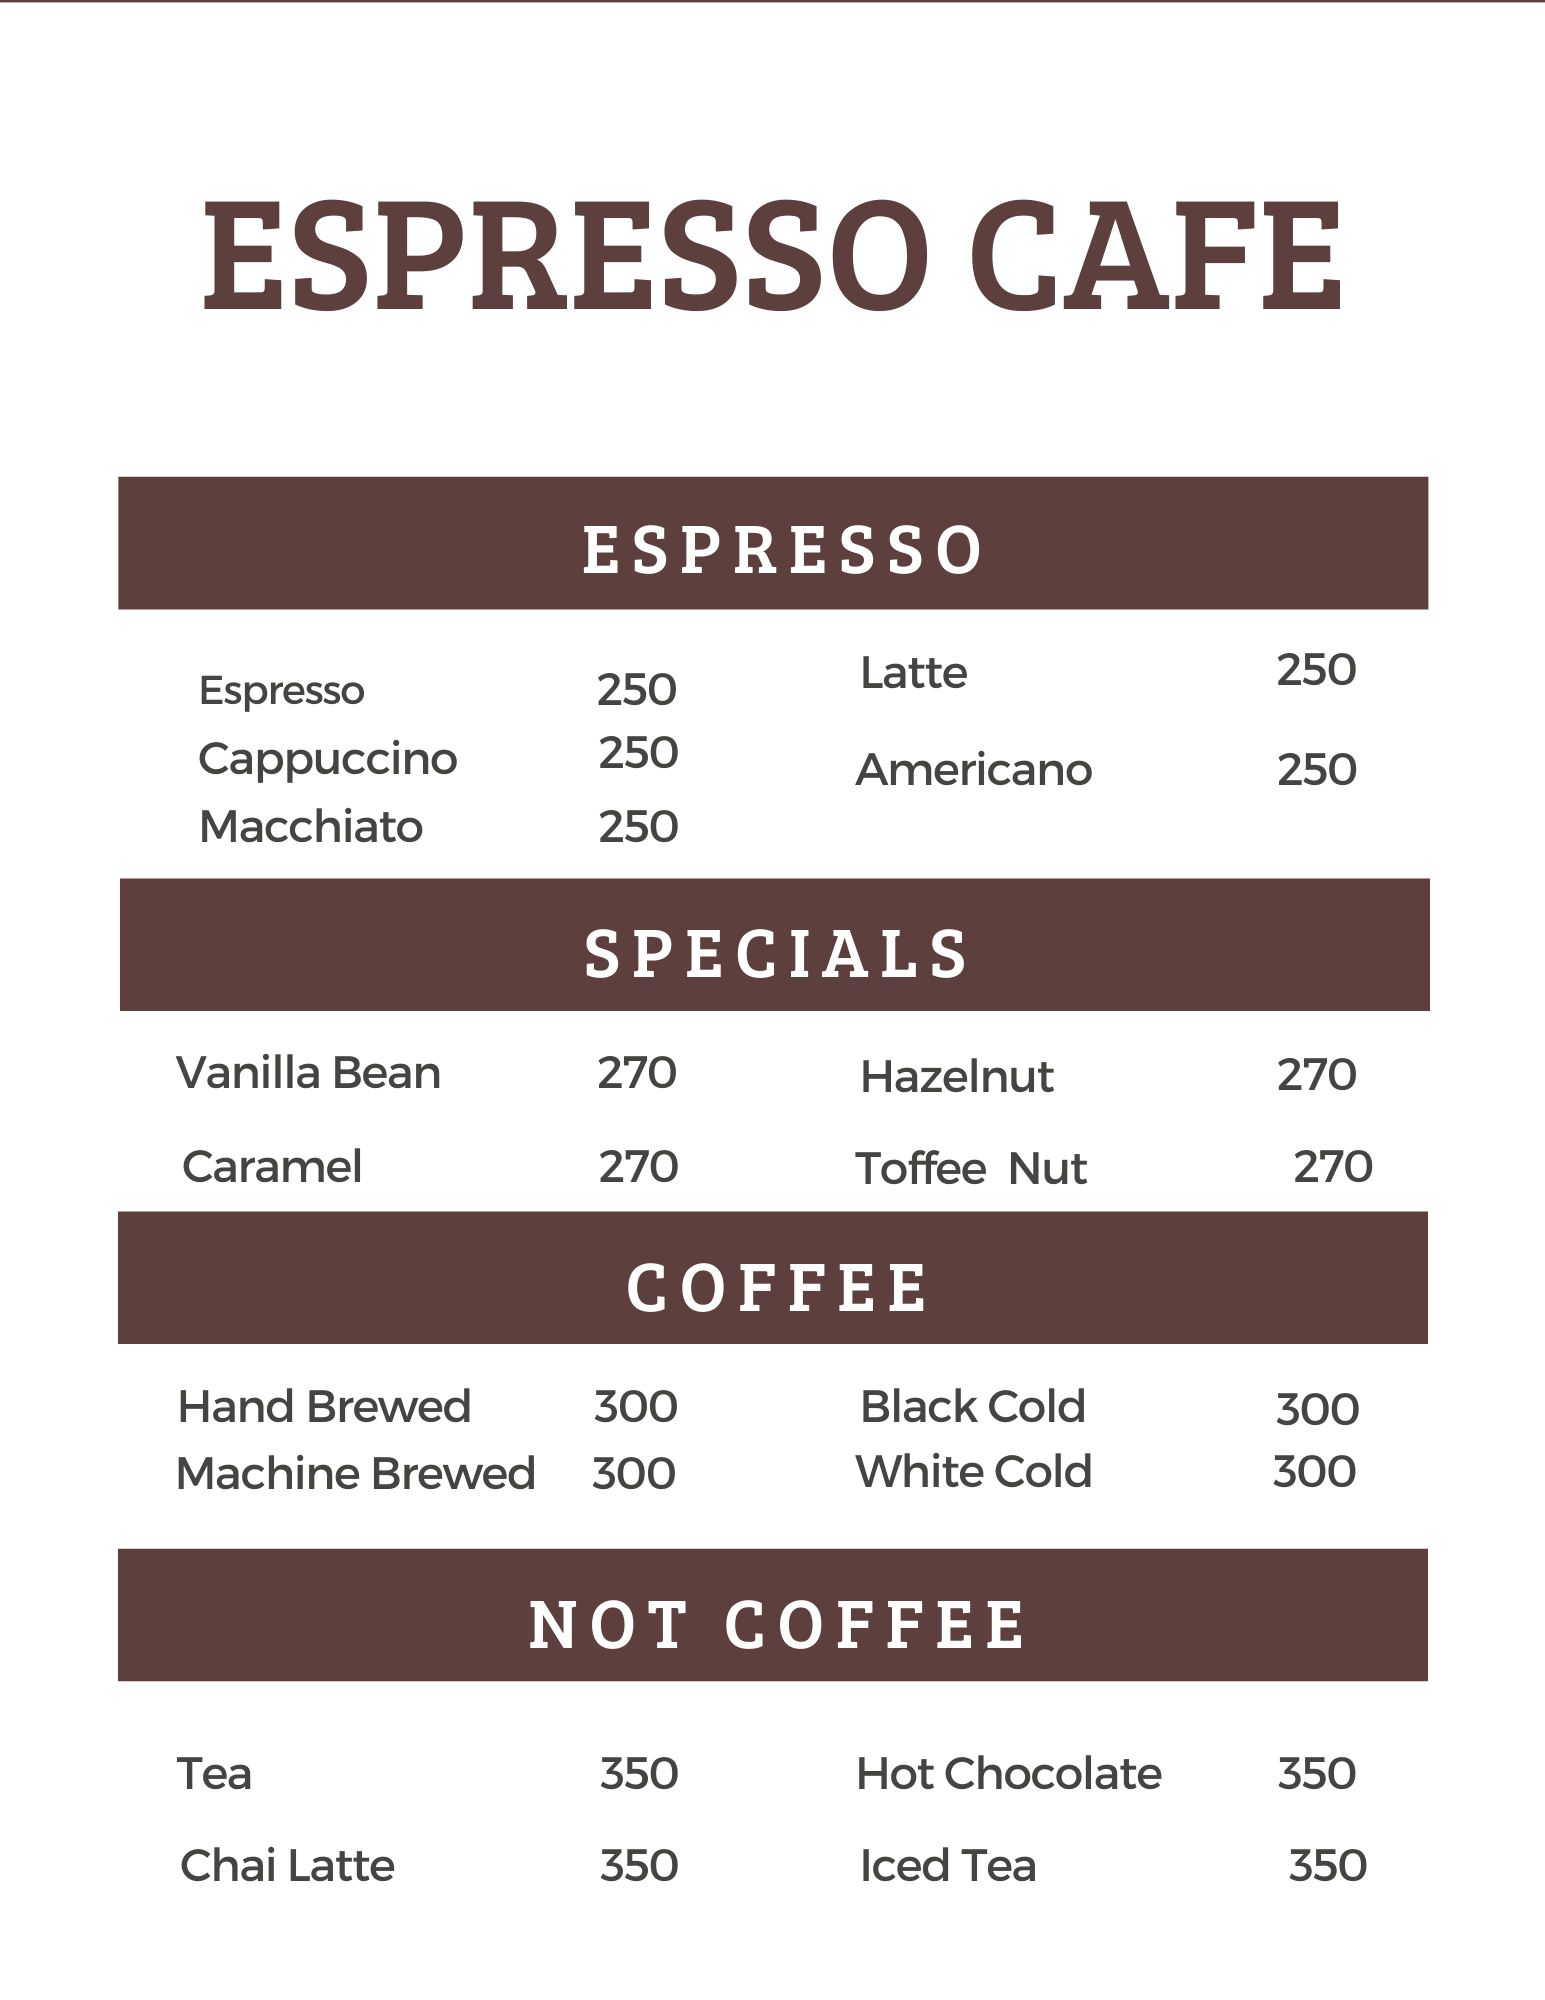 ESPRESSO CAFE
ESPRESSO
Espresso 250 Latte 250
Cappuccino 250 Americano 250
Macchiato 250
SPECIALS
Vanilla Bean 270 Hazelnut 270
Caramel 270 Toffee Nut 270
COFFEE
Hand Brewed 300 Black Cold 300
Machine Brewed 300 White Cold 300
NOT COFFEE
Tea 350 Hot Chocolate 350
Chai Latte 350 Iced Tea 350